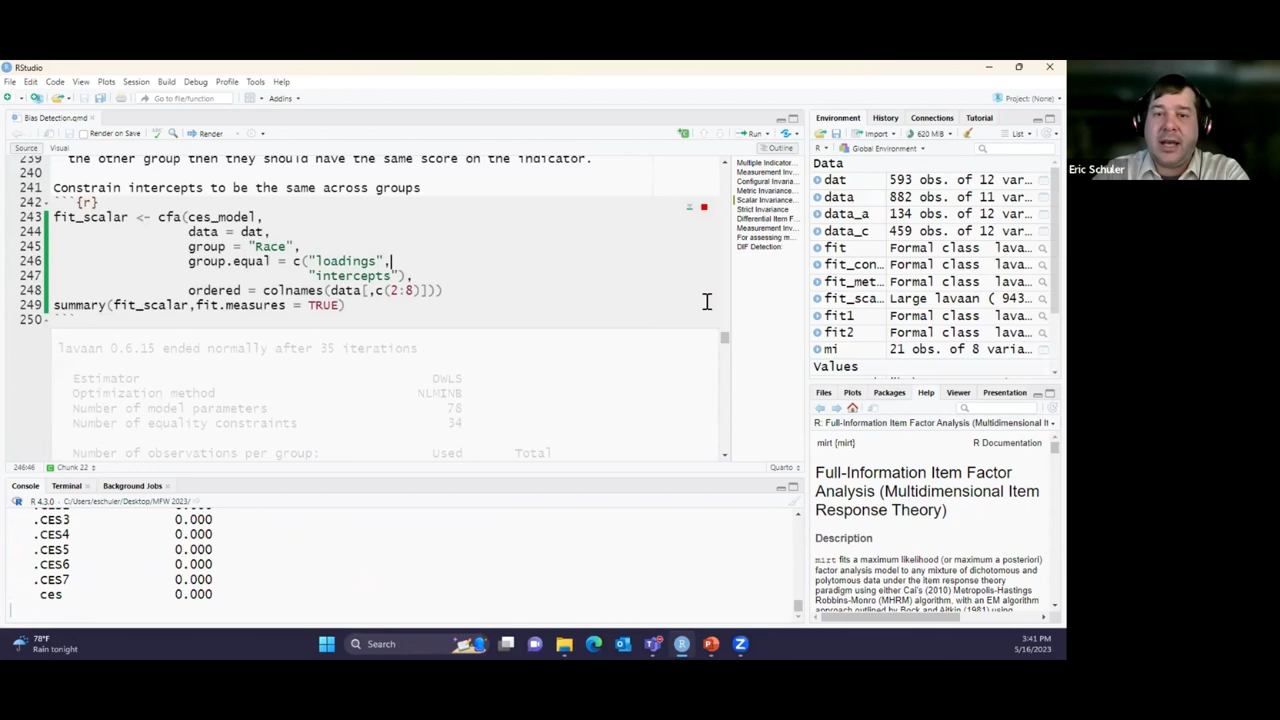 RStudio
File Edit Code View Plots Session Build Debug Profile Tools Help
Go to file/function Addins Project: (None)
Bias Detection.qmd
Render on Save Render Run
Source Visual Outline
239 the other group then they should have the same score on the indicator.
240
241 Constrain intercepts to be the same across groups
242 ```{r}
243 fit_scalar <- cfa(ces_model,
244 data = dat,
245 group = "Race",
246 group.equal = c("loadings",
247 "intercepts"),
248 ordered = colnames(data[,c(2:8)]))
249 summary(fit_scalar,fit.measures = TRUE)
250 ```
lavaan 0.6.15 ended normally after 35 iterations
Estimator DWLS
Optimization method NLMINB
Number of model parameters 78
Number of equality constraints 34
Number of observations per group: Used Total
246:46 Chunk 22 Quarto
Multiple Indicator...
Measurement Inv...
Configural Invaria...
Metric Invariance...
Scalar Invariance...
Strict Invariance
Differential Item F...
Measurement Inv...
For assessing m...
DIF Detection:
Console Terminal Background Jobs
R 4.3.0 · C:/Users/eschuler/Desktop/MFW 2023/
.CES3 0.000
.CES4 0.000
.CES5 0.000
.CES6 0.000
.CES7 0.000
ces 0.000
Environment History Connections Tutorial
Import 620 MiB List
R Global Environment
Data
dat 593 obs. of 12 var...
data 882 obs. of 11 var...
data_a 134 obs. of 12 var...
data_c 459 obs. of 12 var...
fit Formal class lava...
fit_con... Formal class lava...
fit_met... Formal class lava...
fit_sca... Large lavaan ( 943...
fit1 Formal class lava...
fit2 Formal class lava...
mi 21 obs. of 8 varia...
Values
Files Plots Packages Help Viewer Presentation
R: Full-Information Item Factor Analysis (Multidimensional It
mirt {mirt} R Documentation
Full-Information Item Factor
Analysis (Multidimensional Item
Response Theory)
Description
mirt fits a maximum likelihood (or maximum a posteriori)
factor analysis model to any mixture of dichotomous and
polytomous data under the item response theory
paradigm using either Cai's (2010) Metropolis-Hastings
Robbins-Monro (MHRM) algorithm, with an EM algorithm
approach outlined by Bock and Aitkin (1981) using
Eric Schuler
78°F
Rain tonight
Search
3:41 PM
5/16/2023